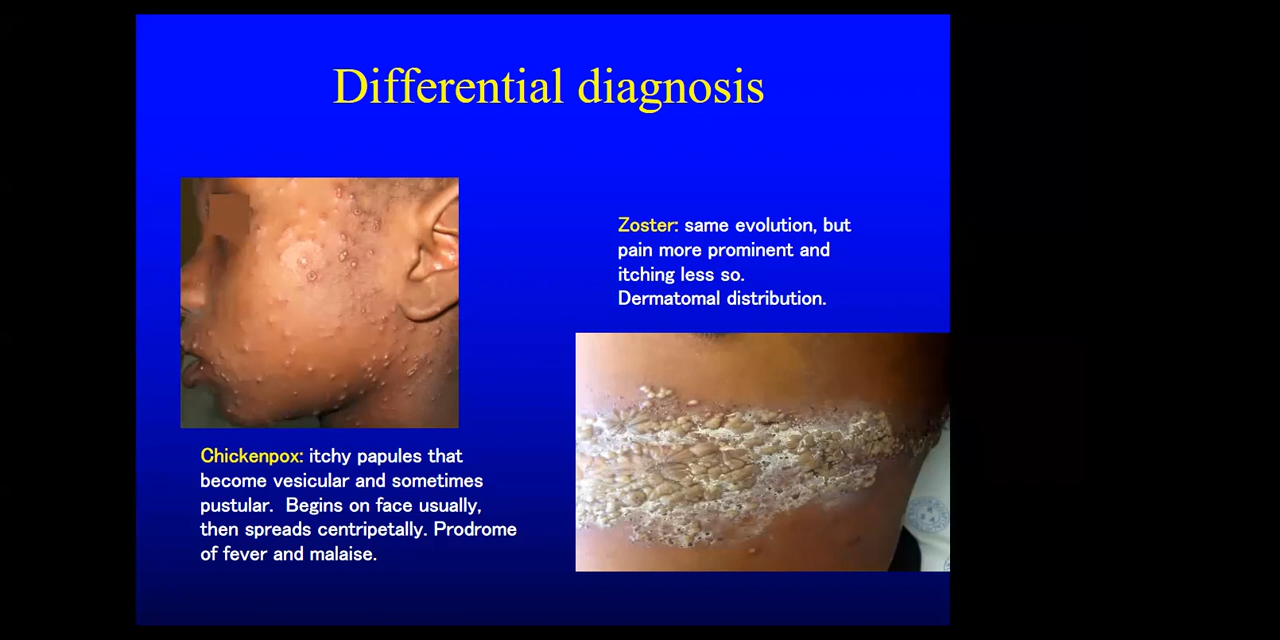 Differential diagnosis
Zoster: same evolution, but
pain more prominent and
itching less so.
Dermatomal distribution.
Chickenpox: itchy papules that
become vesicular and sometimes
pustular.  Begins on face usually,
then spreads centripetally. Prodrome
of fever and malaise.